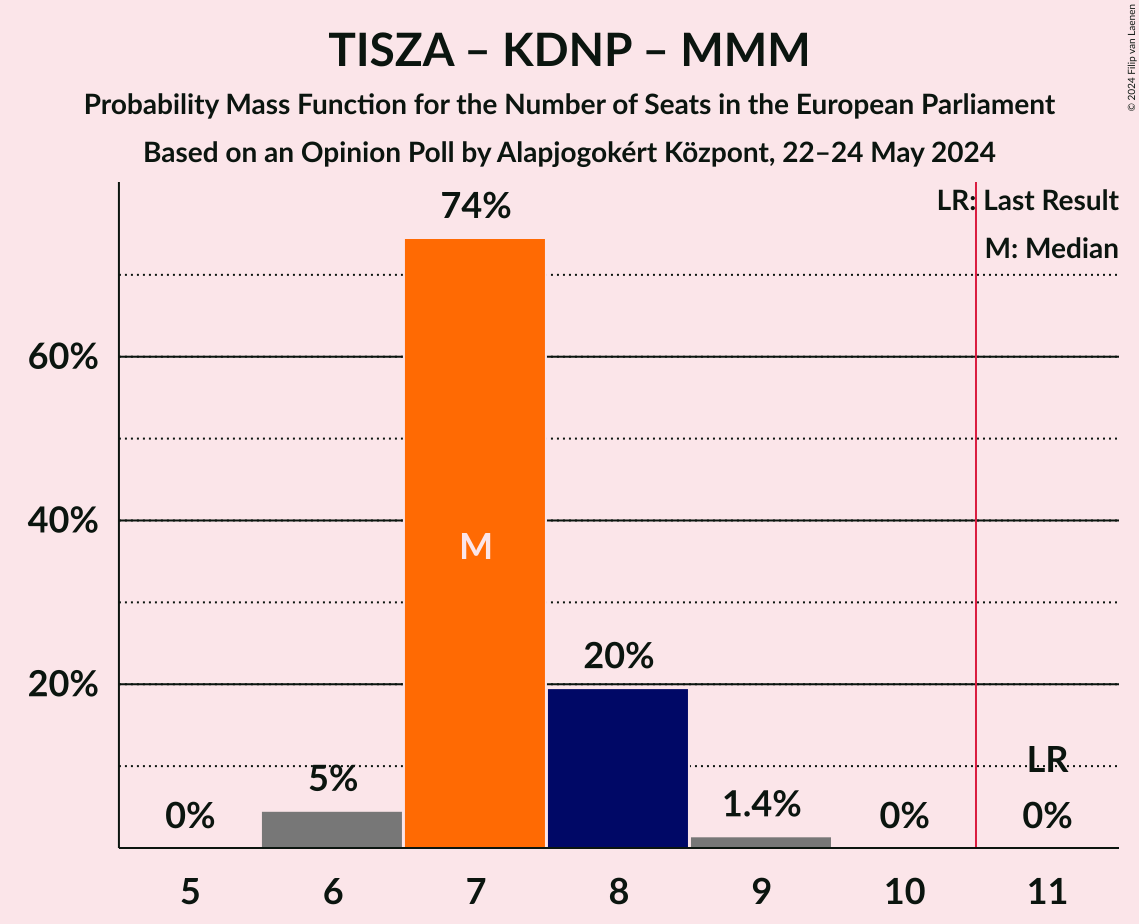 TISZA – KDNP – MMM
Probability Mass Function for the Number of Seats in the European Parliament
Based on an Opinion Poll by Alapjogokért Központ, 22–24 May 2024
© 2024 Filip van Laenen
LR: Last Result
M: Median
74%
60%
40%
M
20%
20%
LR
5%
1.4%
0%
0%
0%
5
6
7
8
9
10
11